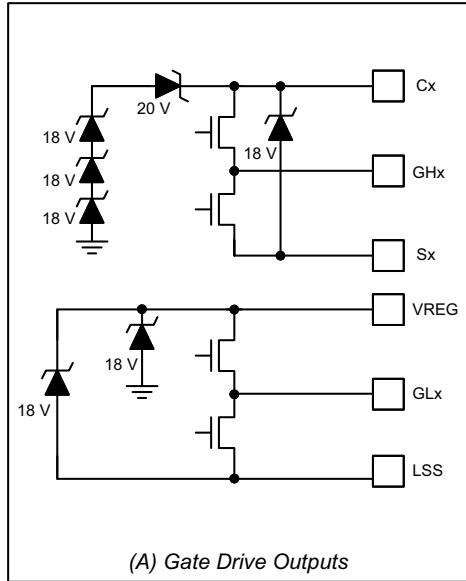 Cx
20 V
18 V
18 V
18 V
18 V
GHx
Sx
VREG
18 V
18 V
GLx
LSS
(A) Gate Drive Outputs